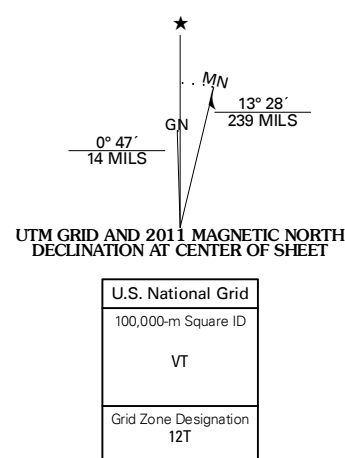 MN
GN
13° 28´
239 MILS
0° 47´
14 MILS
UTM GRID AND 2011 MAGNETIC NORTH
DECLINATION AT CENTER OF SHEET
U.S. National Grid
100,000-m Square ID
VT
Grid Zone Designation
12T